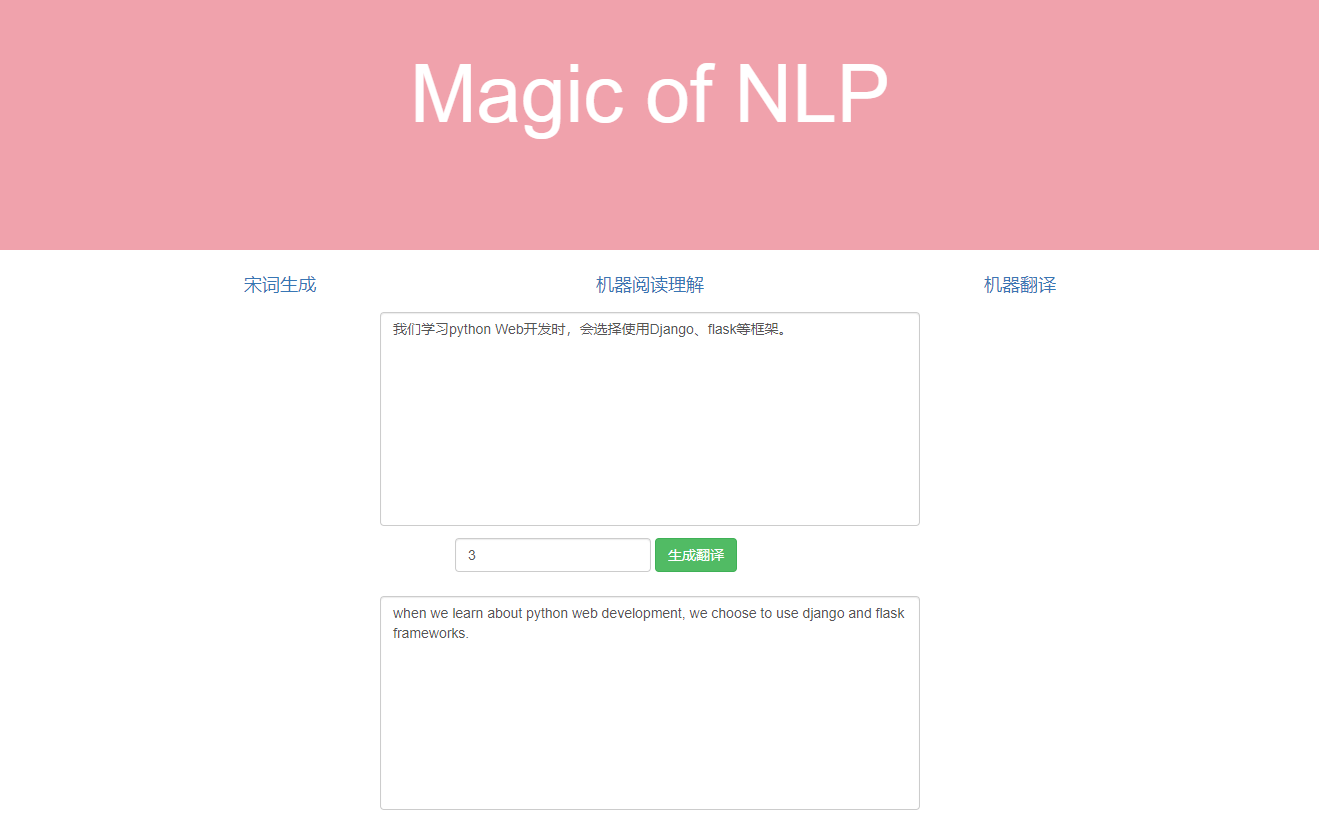 Magic of NLP
宋词生成 机器阅读理解 机器翻译
我们学习python Web开发时，会选择使用Django、flask等框架。
3 生成翻译
when we learn about python web development, we choose to use django and flask
frameworks.